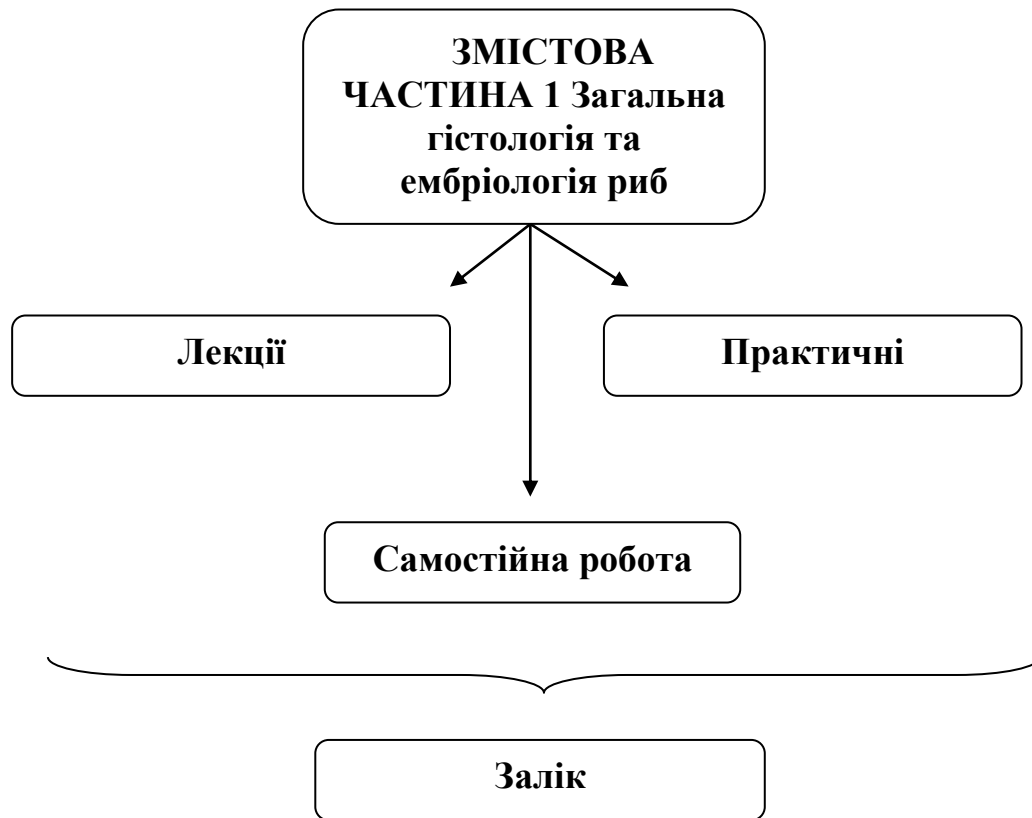 ЗМІСТОВА
ЧАСТИНА 1 Загальна
гістологія та
ембріологія риб
Лекції
Практичні
Самостійна робота
Залік